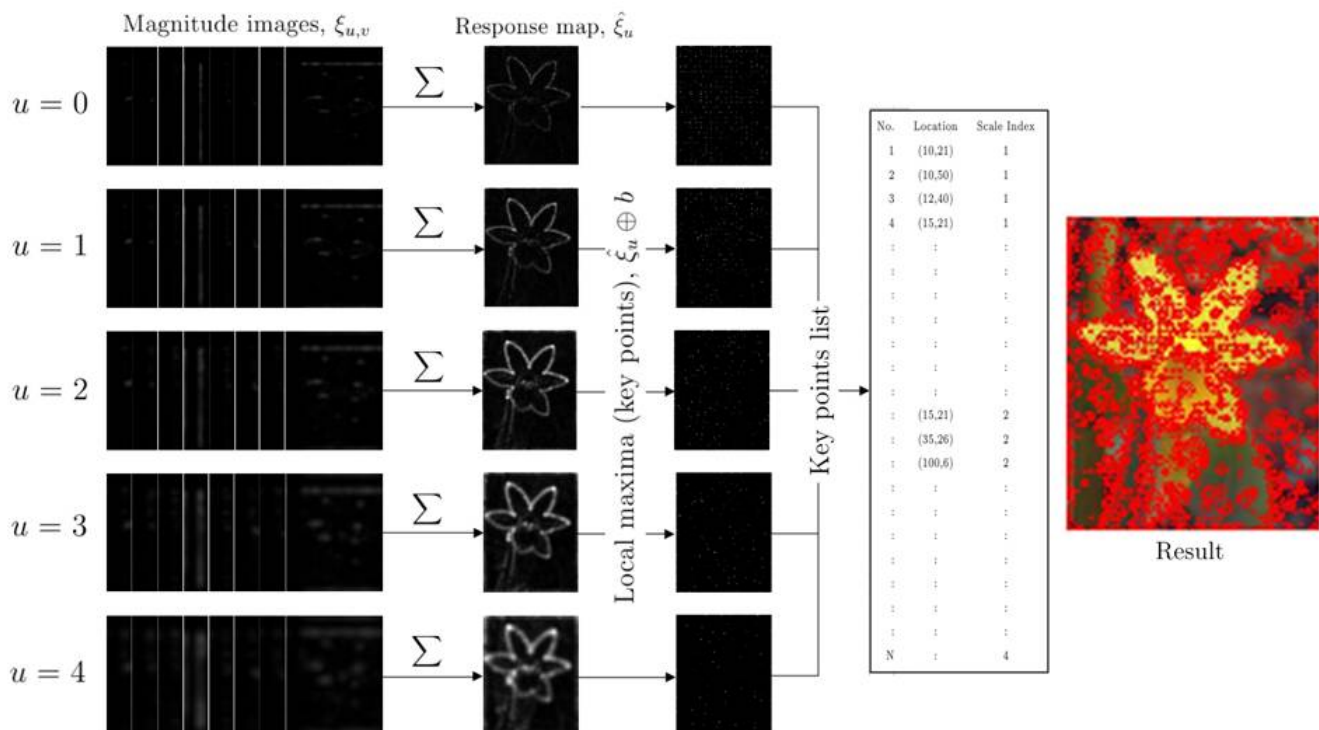 Magnitude images, ξ_{u,v}
Response map, ξ̂_u
u = 0
∑
u = 1
∑
u = 2
∑
u = 3
∑
u = 4
∑
Local maxima (key points), ξ̂_u ⊕ b
Key points list
No. Location Scale Index
1 (10,21) 1
2 (10,50) 1
3 (12,40) 1
4 (15,21) 1
: : :
: : :
: : :
: : :
: : :
: : :
: : :
: (15,21) 2
: (35,26) 2
: (100,6) 2
: : :
: : :
: : :
: : :
: : :
: : :
: : :
N : 4
Result